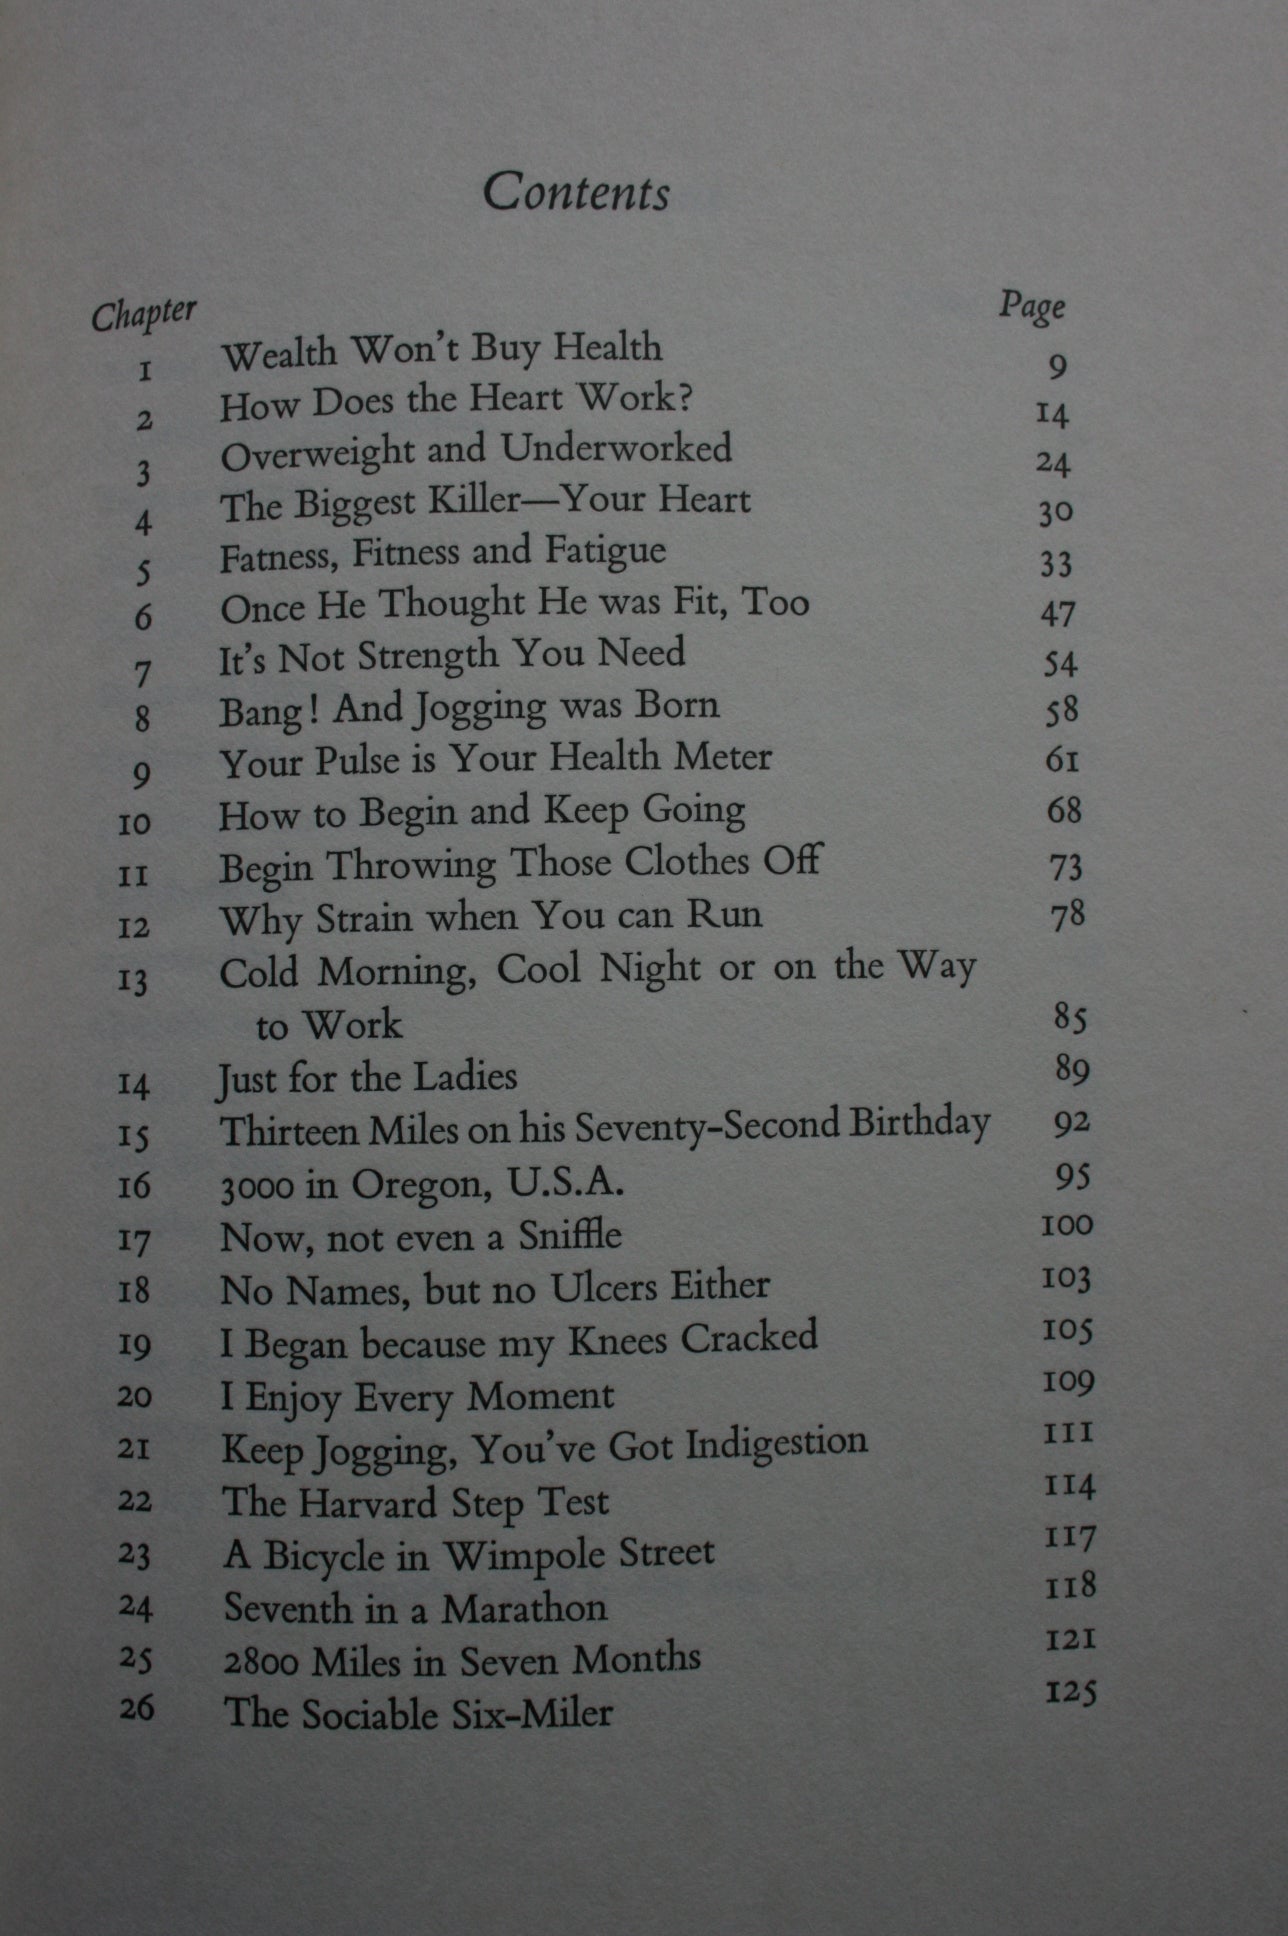 Contents
Chapter Page
1 Wealth Won't Buy Health 9
2 How Does the Heart Work? 14
3 Overweight and Underworked 24
4 The Biggest Killer—Your Heart 30
5 Fatness, Fitness and Fatigue 33
6 Once He Thought He was Fit, Too 47
7 It's Not Strength You Need 54
8 Bang! And Jogging was Born 58
9 Your Pulse is Your Health Meter 61
10 How to Begin and Keep Going 68
11 Begin Throwing Those Clothes Off 73
12 Why Strain when You can Run 78
13 Cold Morning, Cool Night or on the Way
to Work 85
14 Just for the Ladies 89
15 Thirteen Miles on his Seventy-Second Birthday 92
16 3000 in Oregon, U.S.A. 95
17 Now, not even a Sniffle 100
18 No Names, but no Ulcers Either 103
19 I Began because my Knees Cracked 105
20 I Enjoy Every Moment 109
21 Keep Jogging, You've Got Indigestion 111
22 The Harvard Step Test 114
23 A Bicycle in Wimpole Street 117
24 Seventh in a Marathon 118
25 2800 Miles in Seven Months 121
26 The Sociable Six-Miler 125